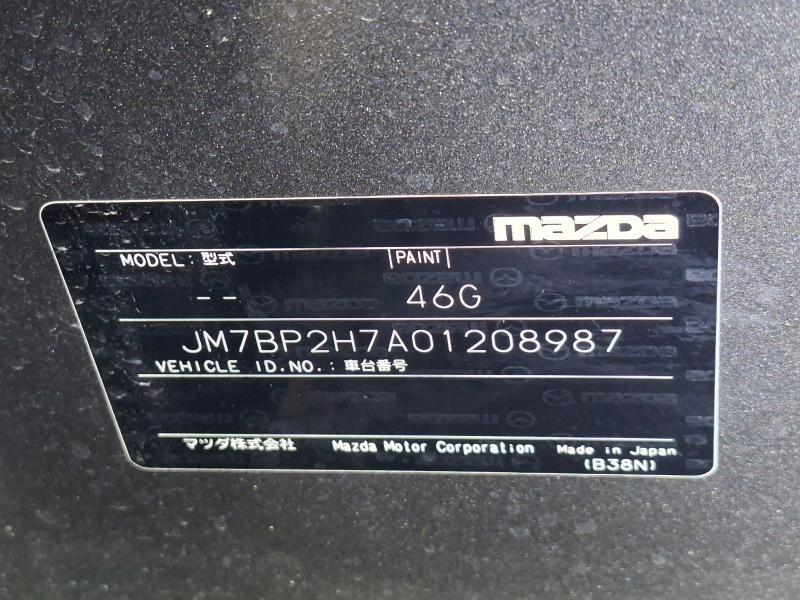 mazda
MODEL: 型式 PAINT
-- 46G
JM7BP2H7A01208987
VEHICLE ID.NO.: 車台番号
マツダ株式会社 Mazda Motor Corporation Made in Japan
(B38N)